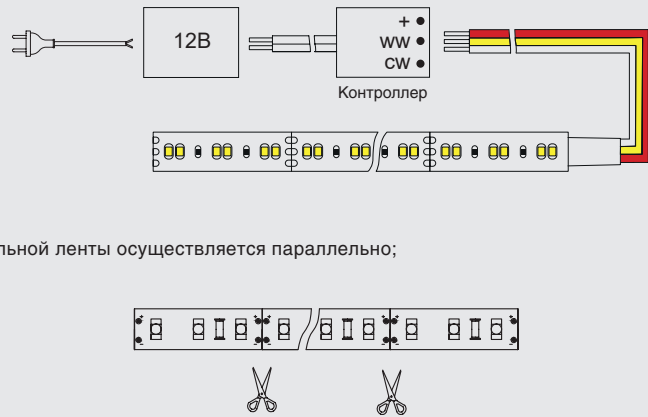 12В
+
WW
CW
Контроллер
льной ленты осуществляется параллельно;
+ + + +
- - - -